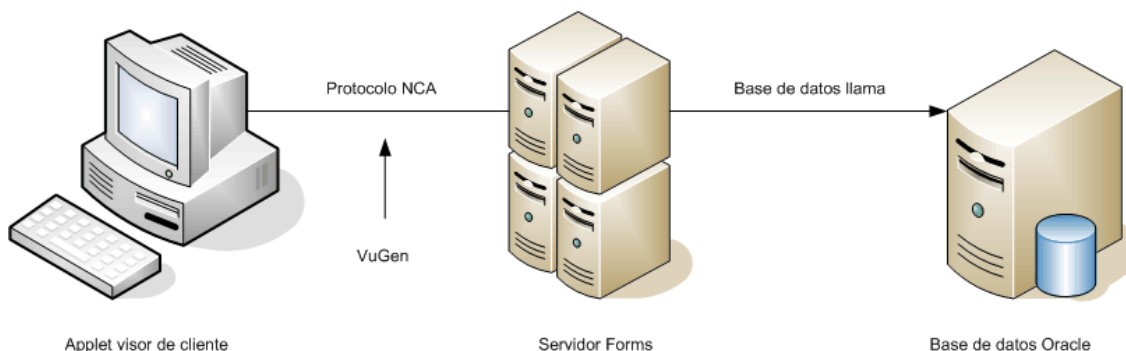 Protocolo NCA
Base de datos llama
VuGen
Applet visor de cliente
Servidor Forms
Base de datos Oracle